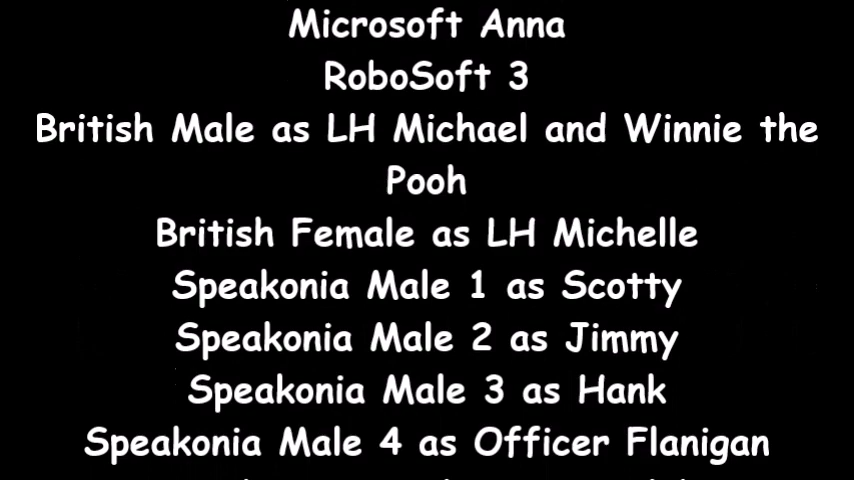 Microsoft Anna
RoboSoft 3
British Male as LH Michael and Winnie the
Pooh
British Female as LH Michelle
Speakonia Male 1 as Scotty
Speakonia Male 2 as Jimmy
Speakonia Male 3 as Hank
Speakonia Male 4 as Officer Flanigan